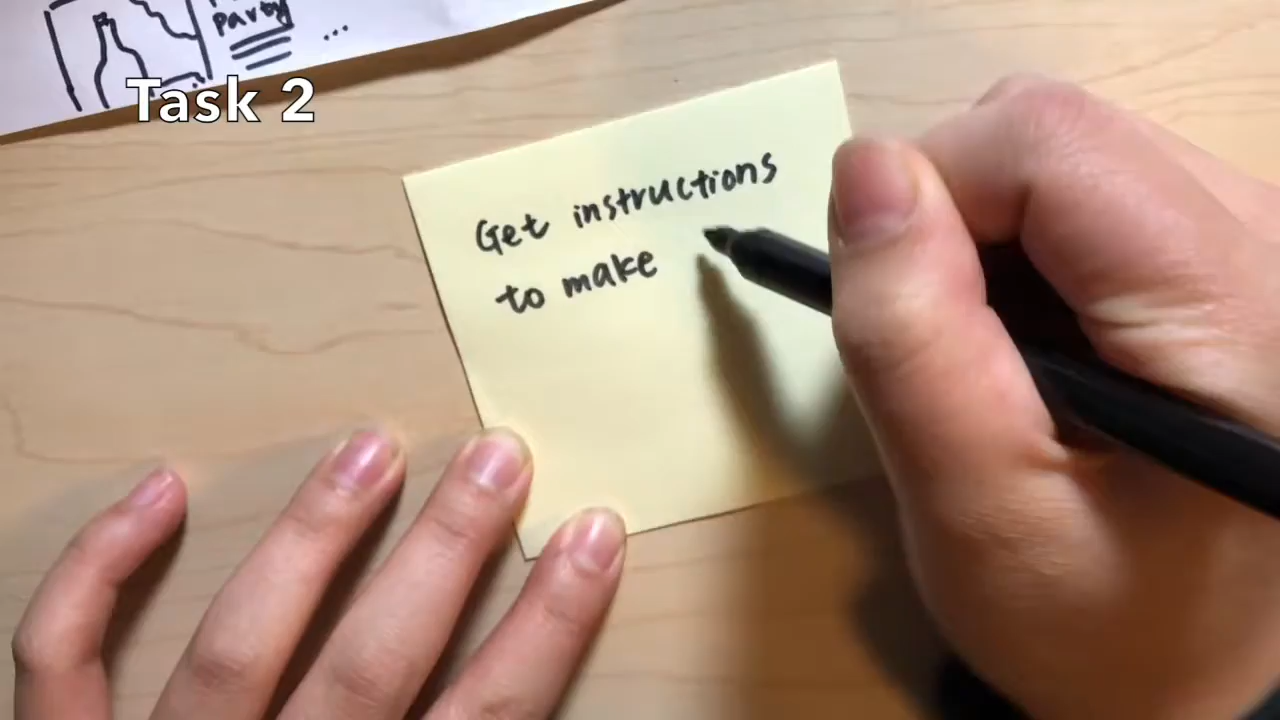 Party
...
Task 2
Get instructions
to make